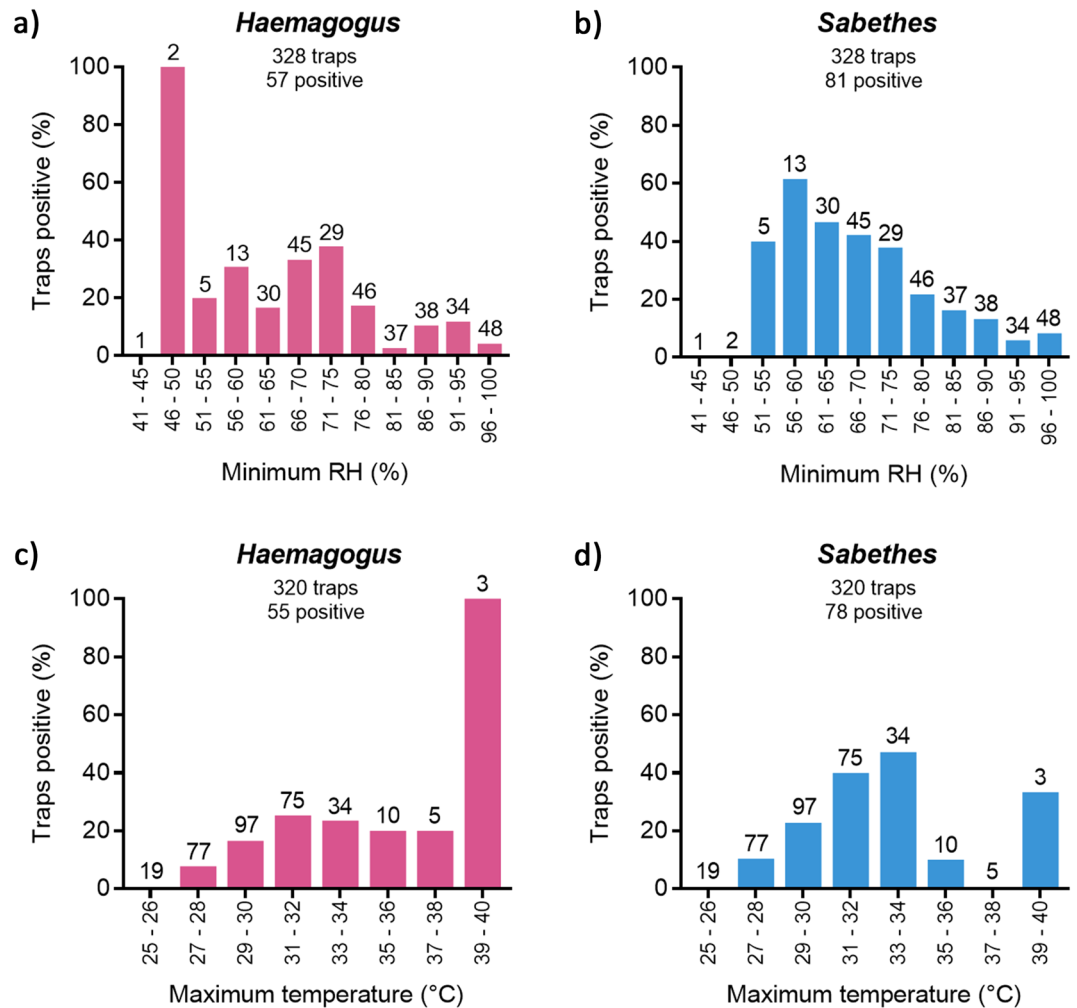 a)
Haemagogus
328 traps
57 positive
Traps positive (%)
100
80
60
40
20
0
1
2
5
13
30
45
29
46
37
38
34
48
41 - 45
46 - 50
51 - 55
56 - 60
61 - 65
66 - 70
71 - 75
76 - 80
81 - 85
86 - 90
91 - 95
96 - 100
Minimum RH (%)
b)
Sabethes
328 traps
81 positive
Traps positive (%)
100
80
60
40
20
0
1
2
5
13
30
45
29
46
37
38
34
48
41 - 45
46 - 50
51 - 55
56 - 60
61 - 65
66 - 70
71 - 75
76 - 80
81 - 85
86 - 90
91 - 95
96 - 100
Minimum RH (%)
c)
Haemagogus
320 traps
55 positive
Traps positive (%)
100
80
60
40
20
0
19
77
97
75
34
10
5
3
25 - 26
27 - 28
29 - 30
31 - 32
33 - 34
35 - 36
37 - 38
39 - 40
Maximum temperature (°C)
d)
Sabethes
320 traps
78 positive
Traps positive (%)
100
80
60
40
20
0
19
77
97
75
34
10
5
3
25 - 26
27 - 28
29 - 30
31 - 32
33 - 34
35 - 36
37 - 38
39 - 40
Maximum temperature (°C)